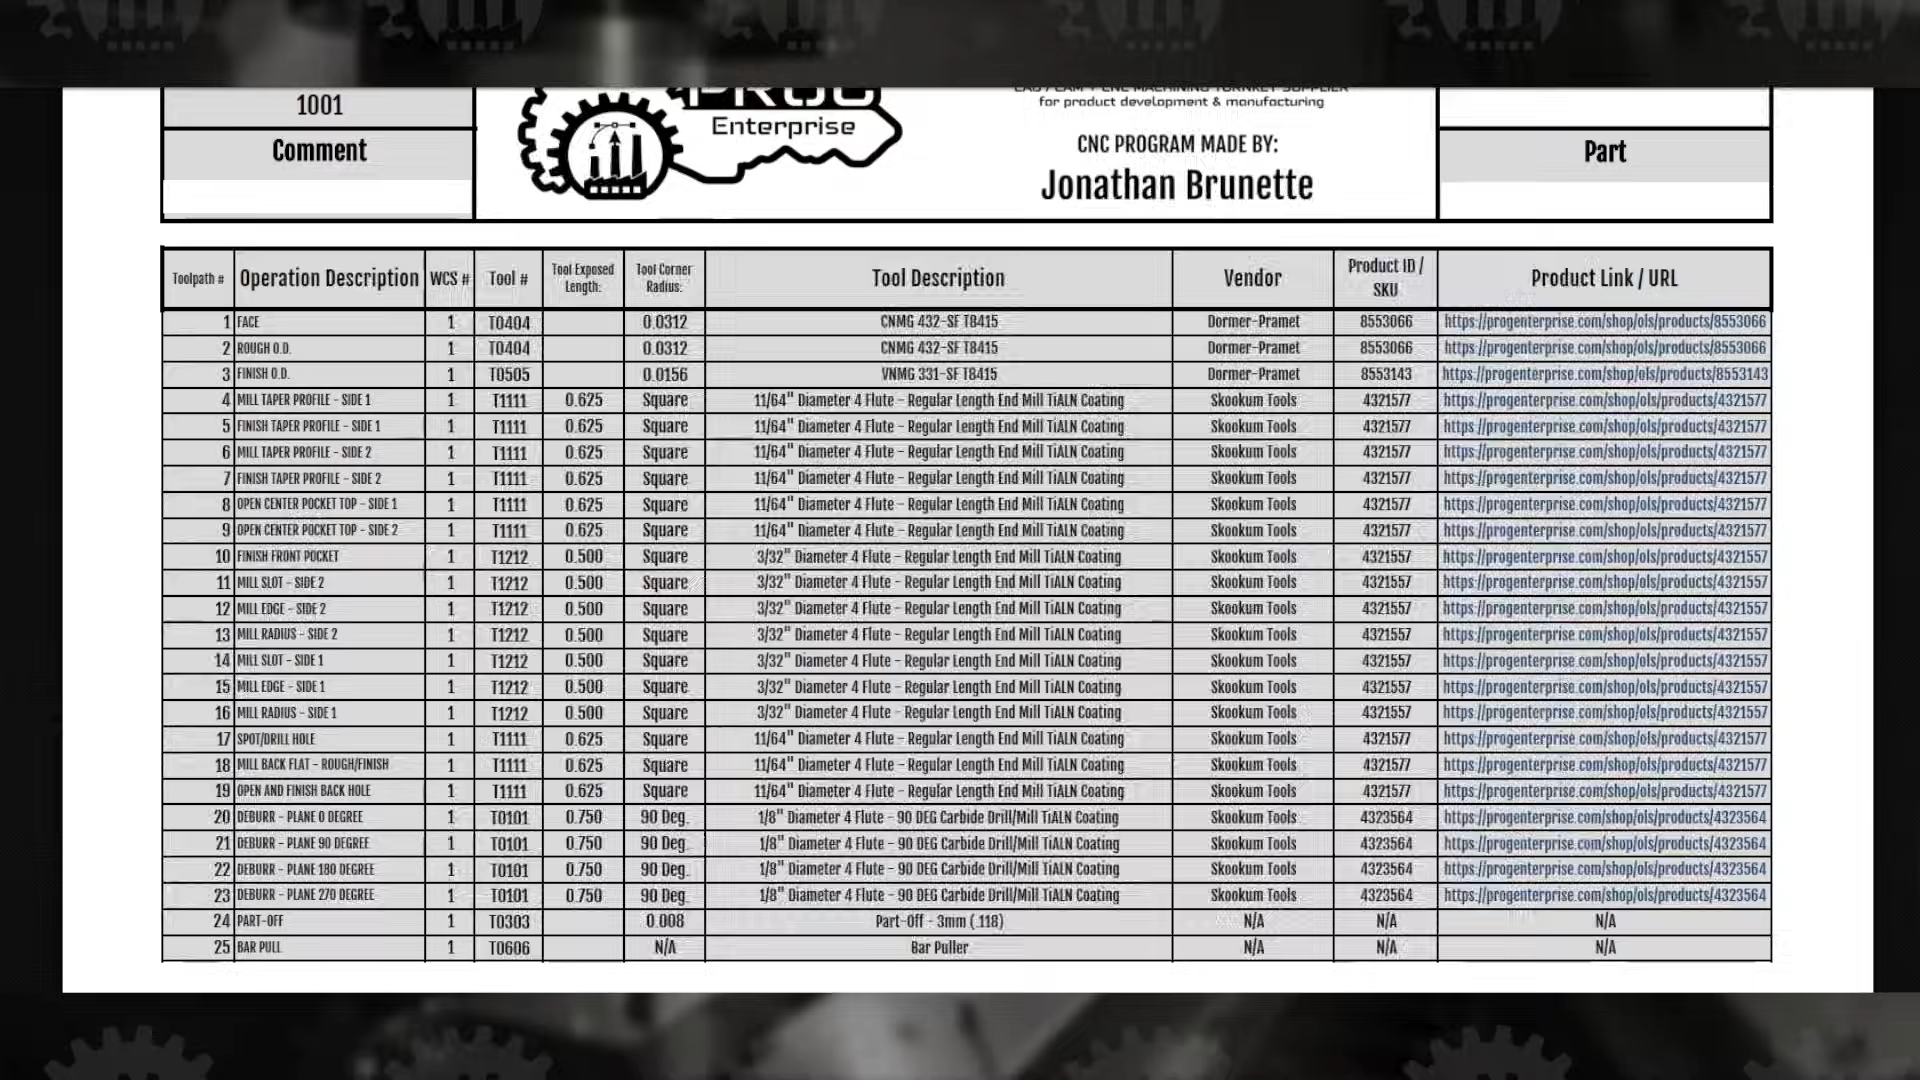 1001
Comment
Enterprise
for product development & manufacturing
CNC PROGRAM MADE BY:
Jonathan Brunette
Part
Toolpath # Operation Description WCS # Tool # Tool Exposed Length: Tool Corner Radius: Tool Description Vendor Product ID / SKU Product Link / URL
1 FACE 1 T0404 0.0312 CNMG 432-SF T8415 Dormer-Pramet 8553066 https://progenterprise.com/shop/ols/products/8553066
2 ROUGH O.D. 1 T0404 0.0312 CNMG 432-SF T8415 Dormer-Pramet 8553066 https://progenterprise.com/shop/ols/products/8553066
3 FINISH O.D. 1 T0505 0.0156 VNMG 331-SF T8415 Dormer-Pramet 8553143 https://progenterprise.com/shop/ols/products/8553143
4 MILL TAPER PROFILE - SIDE 1 1 T1111 0.625 Square 11/64" Diameter 4 Flute - Regular Length End Mill TiALN Coating Skookum Tools 4321577 https://progenterprise.com/shop/ols/products/4321577
5 FINISH TAPER PROFILE - SIDE 1 1 T1111 0.625 Square 11/64" Diameter 4 Flute - Regular Length End Mill TiALN Coating Skookum Tools 4321577 https://progenterprise.com/shop/ols/products/4321577
6 MILL TAPER PROFILE - SIDE 2 1 T1111 0.625 Square 11/64" Diameter 4 Flute - Regular Length End Mill TiALN Coating Skookum Tools 4321577 https://progenterprise.com/shop/ols/products/4321577
7 FINISH TAPER PROFILE - SIDE 2 1 T1111 0.625 Square 11/64" Diameter 4 Flute - Regular Length End Mill TiALN Coating Skookum Tools 4321577 https://progenterprise.com/shop/ols/products/4321577
8 OPEN CENTER POCKET TOP - SIDE 1 1 T1111 0.625 Square 11/64" Diameter 4 Flute - Regular Length End Mill TiALN Coating Skookum Tools 4321577 https://progenterprise.com/shop/ols/products/4321577
9 OPEN CENTER POCKET TOP - SIDE 2 1 T1111 0.625 Square 11/64" Diameter 4 Flute - Regular Length End Mill TiALN Coating Skookum Tools 4321577 https://progenterprise.com/shop/ols/products/4321577
10 FINISH FRONT POCKET 1 T1212 0.500 Square 3/32" Diameter 4 Flute - Regular Length End Mill TiALN Coating Skookum Tools 4321557 https://progenterprise.com/shop/ols/products/4321557
11 MILL SLOT - SIDE 2 1 T1212 0.500 Square 3/32" Diameter 4 Flute - Regular Length End Mill TiALN Coating Skookum Tools 4321557 https://progenterprise.com/shop/ols/products/4321557
12 MILL EDGE - SIDE 2 1 T1212 0.500 Square 3/32" Diameter 4 Flute - Regular Length End Mill TiALN Coating Skookum Tools 4321557 https://progenterprise.com/shop/ols/products/4321557
13 MILL RADIUS - SIDE 2 1 T1212 0.500 Square 3/32" Diameter 4 Flute - Regular Length End Mill TiALN Coating Skookum Tools 4321557 https://progenterprise.com/shop/ols/products/4321557
14 MILL SLOT - SIDE 1 1 T1212 0.500 Square 3/32" Diameter 4 Flute - Regular Length End Mill TiALN Coating Skookum Tools 4321557 https://progenterprise.com/shop/ols/products/4321557
15 MILL EDGE - SIDE 1 1 T1212 0.500 Square 3/32" Diameter 4 Flute - Regular Length End Mill TiALN Coating Skookum Tools 4321557 https://progenterprise.com/shop/ols/products/4321557
16 MILL RADIUS - SIDE 1 1 T1212 0.500 Square 3/32" Diameter 4 Flute - Regular Length End Mill TiALN Coating Skookum Tools 4321557 https://progenterprise.com/shop/ols/products/4321557
17 SPOT/DRILL HOLE 1 T1111 0.625 Square 11/64" Diameter 4 Flute - Regular Length End Mill TiALN Coating Skookum Tools 4321577 https://progenterprise.com/shop/ols/products/4321577
18 MILL BACK FLAT - ROUGH/FINISH 1 T1111 0.625 Square 11/64" Diameter 4 Flute - Regular Length End Mill TiALN Coating Skookum Tools 4321577 https://progenterprise.com/shop/ols/products/4321577
19 OPEN AND FINISH BACK HOLE 1 T1111 0.625 Square 11/64" Diameter 4 Flute - Regular Length End Mill TiALN Coating Skookum Tools 4321577 https://progenterprise.com/shop/ols/products/4321577
20 DEBURR - PLANE 0 DEGREE 1 T0101 0.750 90 Deg. 1/8" Diameter 4 Flute - 90 DEG Carbide Drill/Mill TiALN Coating Skookum Tools 4323564 https://progenterprise.com/shop/ols/products/4323564
21 DEBURR - PLANE 90 DEGREE 1 T0101 0.750 90 Deg. 1/8" Diameter 4 Flute - 90 DEG Carbide Drill/Mill TiALN Coating Skookum Tools 4323564 https://progenterprise.com/shop/ols/products/4323564
22 DEBURR - PLANE 180 DEGREE 1 T0101 0.750 90 Deg. 1/8" Diameter 4 Flute - 90 DEG Carbide Drill/Mill TiALN Coating Skookum Tools 4323564 https://progenterprise.com/shop/ols/products/4323564
23 DEBURR - PLANE 270 DEGREE 1 T0101 0.750 90 Deg. 1/8" Diameter 4 Flute - 90 DEG Carbide Drill/Mill TiALN Coating Skookum Tools 4323564 https://progenterprise.com/shop/ols/products/4323564
24 PART-OFF 1 T0303 0.008 Part-Off - 3mm (.118) N/A N/A N/A
25 BAR PULL 1 T0606 N/A Bar Puller N/A N/A N/A